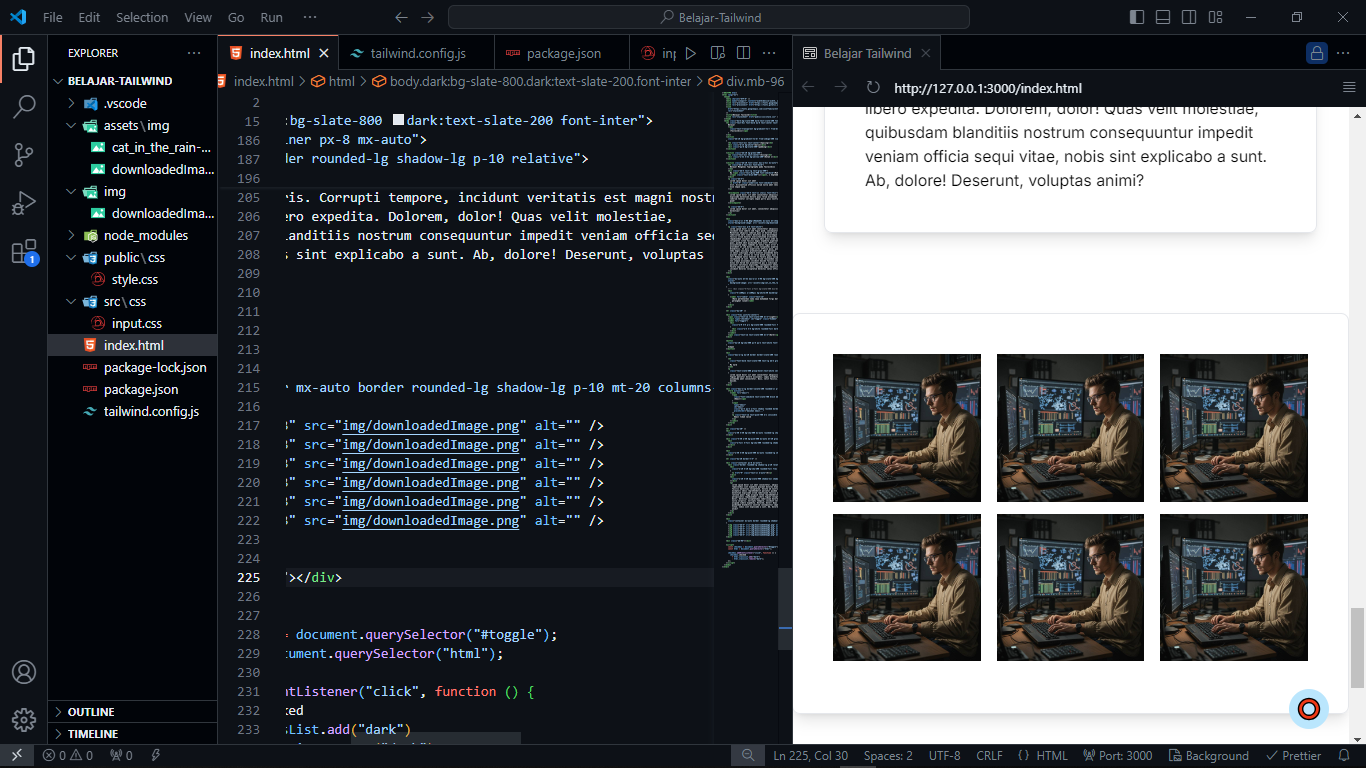 File Edit Selection View Go Run ··· Belajar-Tailwind
EXPLORER ···
BELAJAR-TAILWIND
.vscode
assets\img
cat_in_the_rain-...
downloadedIma...
img
downloadedIma...
node_modules
public\css
style.css
src\css
input.css
index.html
package-lock.json
package.json
tailwind.config.js
OUTLINE
TIMELINE
1
index.html tailwind.config.js package.json inp ···
index.html > html > body.dark:bg-slate-800.dark:text-slate-200.font-inter > div.mb-96
2
15 :bg-slate-800 dark:text-slate-200 font-inter">
186 iner px-8 mx-auto">
187 der rounded-lg shadow-lg p-10 relative">
196
205 ris. Corrupti tempore, incidunt veritatis est magni nostr
206 ero expedita. Dolorem, dolor! Quas velit molestiae,
207 landitiis nostrum consequuntur impedit veniam officia seq
208 s sint explicabo a sunt. Ab, dolore! Deserunt, voluptas
209
210
211
212
213
214
215 r mx-auto border rounded-lg shadow-lg p-10 mt-20 columns
216
217 3" src="img/downloadedImage.png" alt="" />
218 3" src="img/downloadedImage.png" alt="" />
219 3" src="img/downloadedImage.png" alt="" />
220 3" src="img/downloadedImage.png" alt="" />
221 3" src="img/downloadedImage.png" alt="" />
222 3" src="img/downloadedImage.png" alt="" />
223
224
225 "></div>
226
227
228 = document.querySelector("#toggle");
229 cument.querySelector("html");
230
231 ntListener("click", function () {
232 ked
233 sList.add("dark")
Belajar Tailwind
http://127.0.0.1:3000/index.html
libero expedita. Dolorem, dolor! Quas velit molestiae,
quibusdam blanditiis nostrum consequuntur impedit
veniam officia sequi vitae, nobis sint explicabo a sunt.
Ab, dolore! Deserunt, voluptas animi?
0 0 0 Ln 225, Col 30 Spaces: 2 UTF-8 CRLF {} HTML Port: 3000 Background Prettier